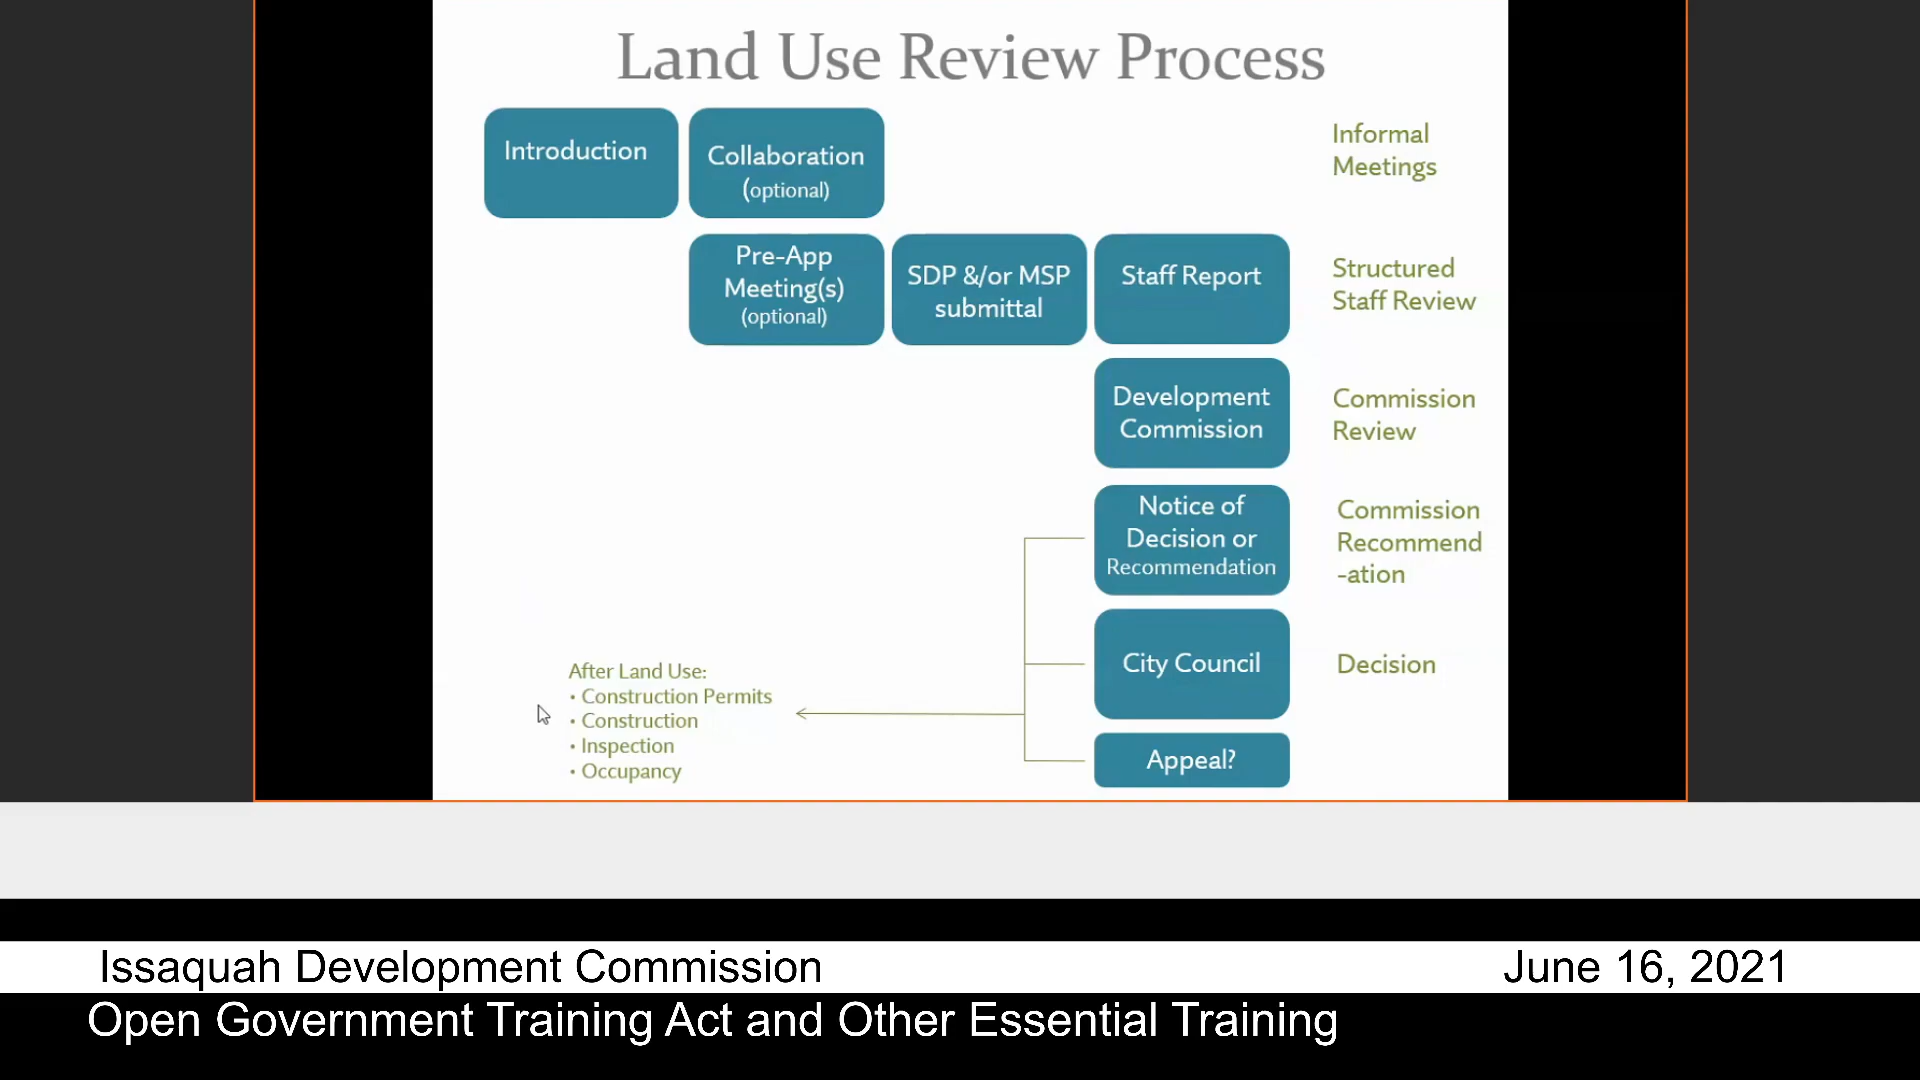 Land Use Review Process
Introduction
Collaboration
(optional)
Informal
Meetings
Pre-App
Meeting(s)
(optional)
SDP &/or MSP
submittal
Staff Report
Structured
Staff Review
Development
Commission
Commission
Review
Notice of
Decision or
Recommendation
Commission
Recommend
-ation
City Council
Decision
After Land Use:
• Construction Permits
• Construction
• Inspection
• Occupancy
Appeal?
Issaquah Development Commission
June 16, 2021
Open Government Training Act and Other Essential Training